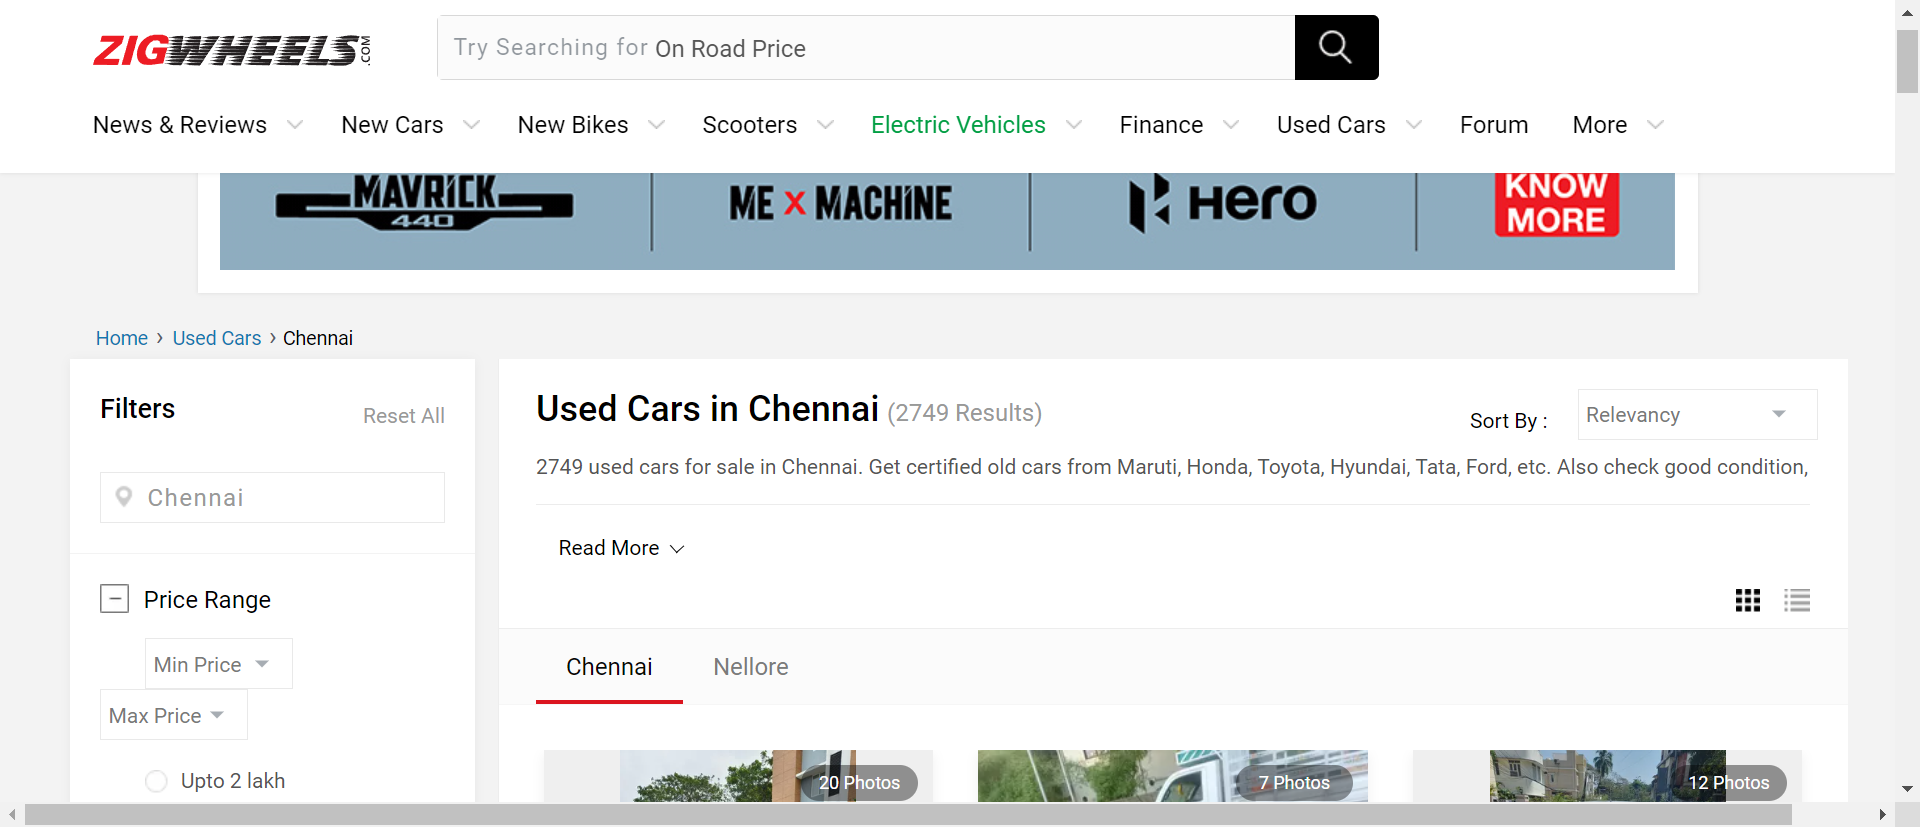 ZIGWHEELS.COM
Try Searching for On Road Price
News & Reviews New Cars New Bikes Scooters Electric Vehicles Finance Used Cars Forum More
MAVRICK
440
ME X MACHINE
Hero
KNOW
MORE
Home › Used Cars › Chennai
Filters
Reset All
Chennai
Price Range
Min Price
Max Price
Upto 2 lakh
Used Cars in Chennai (2749 Results)
Sort By :
Relevancy
2749 used cars for sale in Chennai. Get certified old cars from Maruti, Honda, Toyota, Hyundai, Tata, Ford, etc. Also check good condition,
Read More
Chennai Nellore
20 Photos
7 Photos
12 Photos